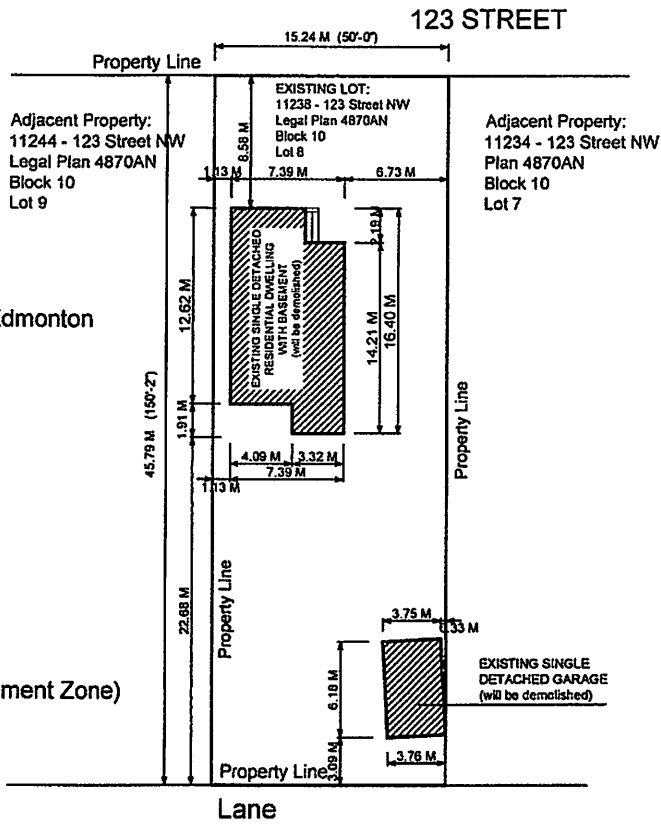 123 STREET
15.24 M (50'-0")
Property Line
EXISTING LOT:
11238 - 123 Street NW
Legal Plan 4870AN
Block 10
Lot 8
Adjacent Property:
11244 - 123 Street NW
Legal Plan 4870AN
Block 10
Lot 9
Adjacent Property:
11234 - 123 Street NW
Plan 4870AN
Block 10
Lot 7
8.58 M
1.13 M
7.39 M
6.73 M
2.19 M
EXISTING SINGLE DETACHED
RESIDENTIAL DWELLING
WITH BASEMENT
(will be demolished)
12.62 M
14.21 M
16.40 M
Edmonton
1.91 M
45.79 M (150'-2")
Property Line
4.09 M
3.32 M
7.39 M
1.13 M
22.68 M
Property Line
3.75 M
0.33 M
6.18 M
EXISTING SINGLE
DETACHED GARAGE
(will be demolished)
ment Zone)
3.76 M
3.09 M
Property Line
Lane